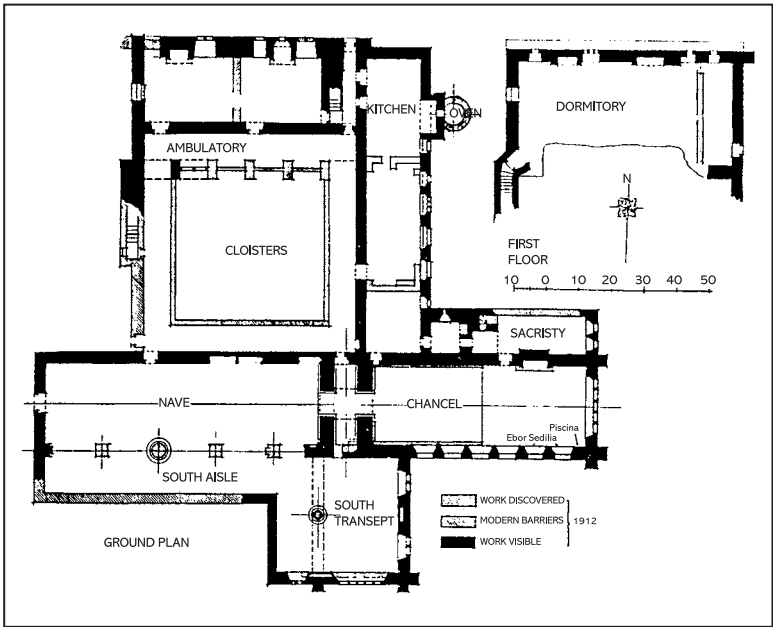 KITCHEN
OVEN
DORMITORY
AMBULATORY
N
CLOISTERS
FIRST
FLOOR
10 0 10 20 30 40 50
SACRISTY
NAVE
CHANCEL
Piscina
Ebor Sedilia
SOUTH AISLE
SOUTH
TRANSEPT
WORK DISCOVERED
MODERN BARRIERS
1912
WORK VISIBLE
GROUND PLAN